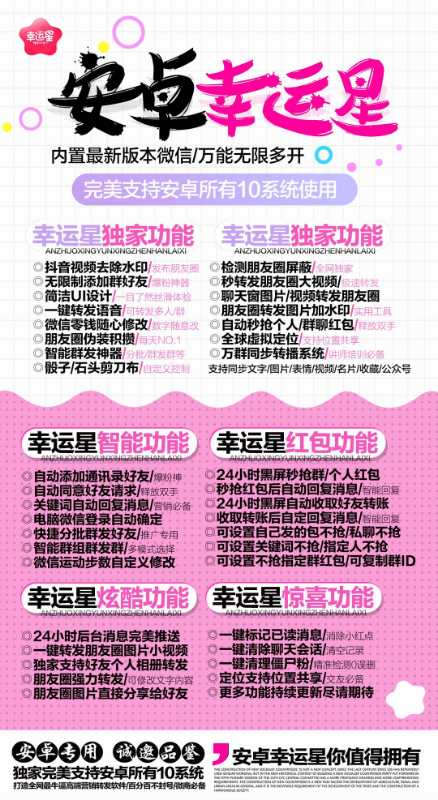 幸运星
安卓幸运星
内置最新版本微信/万能无限多开
完美支持安卓所有10系统使用
幸运星独家功能
ANZHUOXINGYUNXINGZHENHANLAIXI
◎抖音视频去除水印/发布朋友圈
◎无限制添加群好友/爆粉神器
◎简洁UI设计/一目了然丝滑体验
◎一键转发语音/可转发多人/群
◎微信零钱随心修改/数字随意改
◎朋友圈伪装积攒/每天NO.1
◎智能群发神器/分批/群发群等
◎骰子/石头剪刀布/自定义控制
幸运星独家功能
ANZHUOXINGYUNXINGZHENHANLAIXI
◎检测朋友圈屏蔽/全网独家
◎秒转发朋友圈大视频/极速转发
◎聊天窗图片/视频转发朋友圈
◎朋友圈转发图片加水印/实用工具
◎自动秒抢个人/群聊红包/释放双手
◎全球虚拟定位/支持位置共享
◎万群同步转播系统/讲师培训必备
支持同步文字/图片/表情/视频/名片/收藏/公众号
幸运星智能功能
ANZHUOXINGYUNXINGZHENHANLAIXI
◎自动添加通讯录好友/爆粉神
◎自动同意好友请求/释放双手
◎关键词自动回复消息/营销必备
◎电脑微信登录自动确定
◎快捷分批群发好友/推广专用
◎智能群组群发群/多模式选择
◎微信运动步数自定义修改
幸运星红包功能
ANZHUOXINGYUNXINGZHENHANLAIXI
◎24小时黑屏秒抢群/个人红包
◎秒抢红包后自动回复消息/智能回复
◎24小时黑屏自动收取好友转账
◎收取转账后自定回复消息/智能回复
◎可设置自己发的包不抢/私聊不抢
◎可设置关键词不抢/指定人不抢
◎可设置不抢指定群红包/可复制群ID
幸运星炫酷功能
ANZHUOXINGYUNXINGZHENHANLAIXI
◎24小时后台消息完美推送
◎一键转发朋友圈图片小视频
◎独家支持好友个人相册转发
◎朋友圈强力转发/可修改文字内容
◎朋友圈图片直接分享给好友
幸运星惊喜功能
ANZHUOXINGYUNXINGZHENHANLAIXI
◎一键标记已读消息/消除小红点
◎一键清除聊天会话/清空记录
◎一键清理僵尸粉/精准检测0误删
◎定位支持位置共享/交友必备
◎更多功能持续更新尽请期待
安卓专用 诚邀品鉴
独家完美支持安卓所有10系统
打造全网最牛逼高端营销转发软件/百分百不封号/微商必备
安卓幸运星你值得拥有